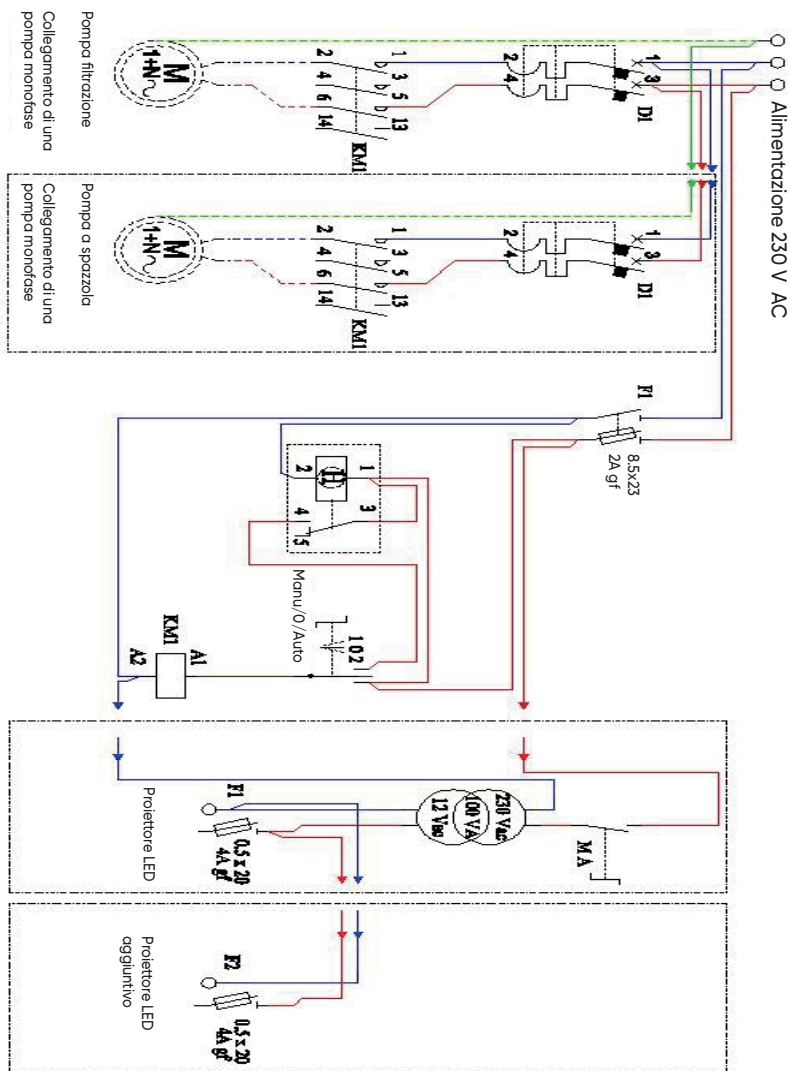 Alimentazione 230 V AC
D1
1
3
2
4
KM1
1
3
5
13
2
4
6
14
M
1+N~
Pompa filtrazione
Collegamento di una
pompa monofase
D1
1
3
2
4
KM1
1
3
5
13
2
4
6
14
M
1+N~
Pompa a spazzola
Collegamento di una
pompa monofase
F1
8.5x23
2A gf
1
3
H
2
4
5
Manu/0/Auto
1 0 2
KM1
A1
A2
M A
230 Vac
100 VA
12 Vac
F1
0.5 x 20
4A gf
Proiettore LED
F2
0.5 x 20
4A gf
Proiettore LED
aggiuntivo